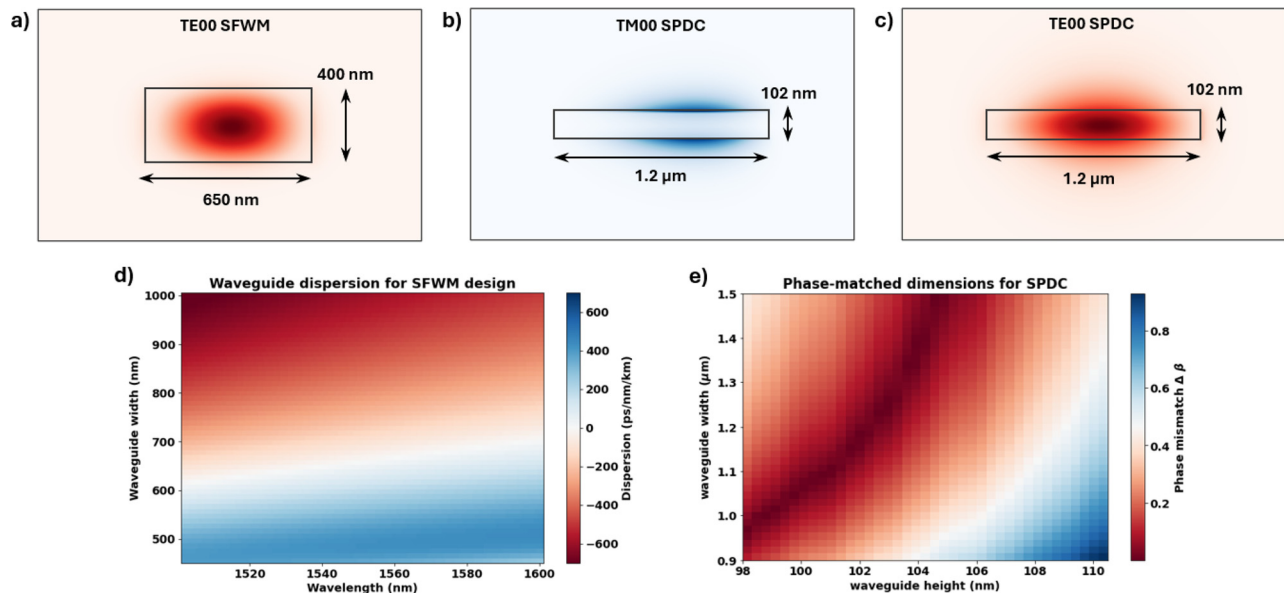 a)
TE00 SFWM
400 nm
650 nm
b)
TM00 SPDC
102 nm
1.2 μm
c)
TE00 SPDC
102 nm
1.2 μm
d)
Waveguide dispersion for SFWM design
Waveguide width (nm)
1000
900
800
700
600
500
1520
1540
1560
1580
1600
Wavelength (nm)
600
400
200
0
−200
−400
−600
Dispersion (ps/nm/km)
e)
Phase-matched dimensions for SPDC
waveguide width (μm)
1.5
1.4
1.3
1.2
1.1
1.0
0.9
98
100
102
104
106
108
110
waveguide height (nm)
0.8
0.6
0.4
0.2
Phase mismatch Δ β